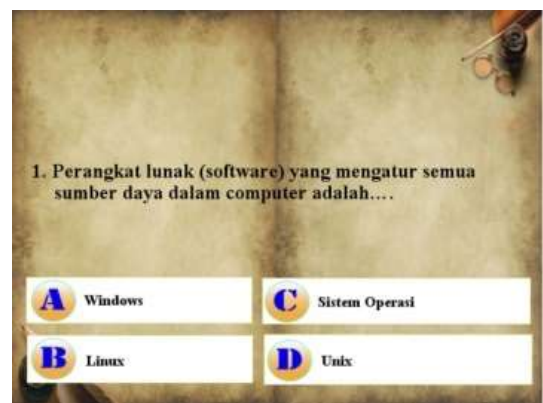 1. Perangkat lunak (software) yang mengatur semua
sumber daya dalam computer adalah....
A Windows
C Sistem Operasi
B Linux
D Unix